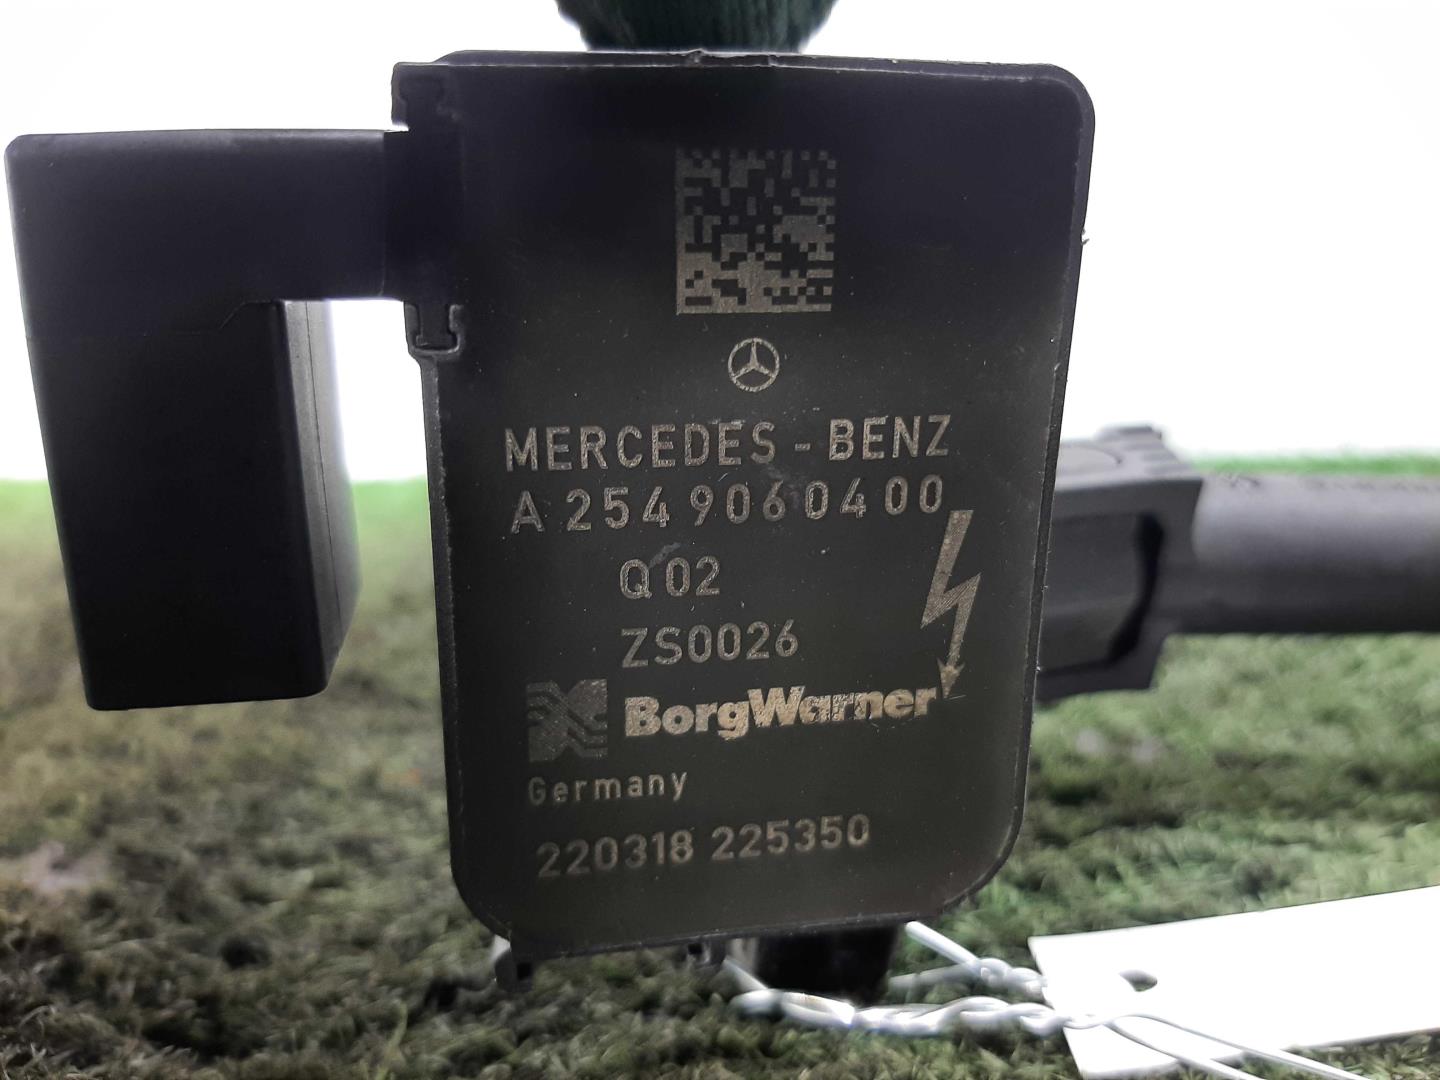 MERCEDES-BENZ
A 254 906 04 00
Q 02
ZS0026
BorgWarner
Germany
220318 225350